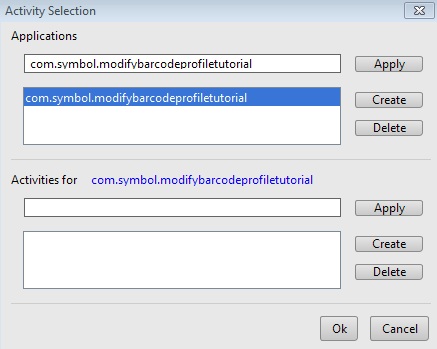 Activity Selection
Applications
com.symbol.modifybarcodeprofiletutorial
Apply
com.symbol.modifybarcodeprofiletutorial
Create
Delete
Activities for com.symbol.modifybarcodeprofiletutorial
Apply
Create
Delete
Ok Cancel